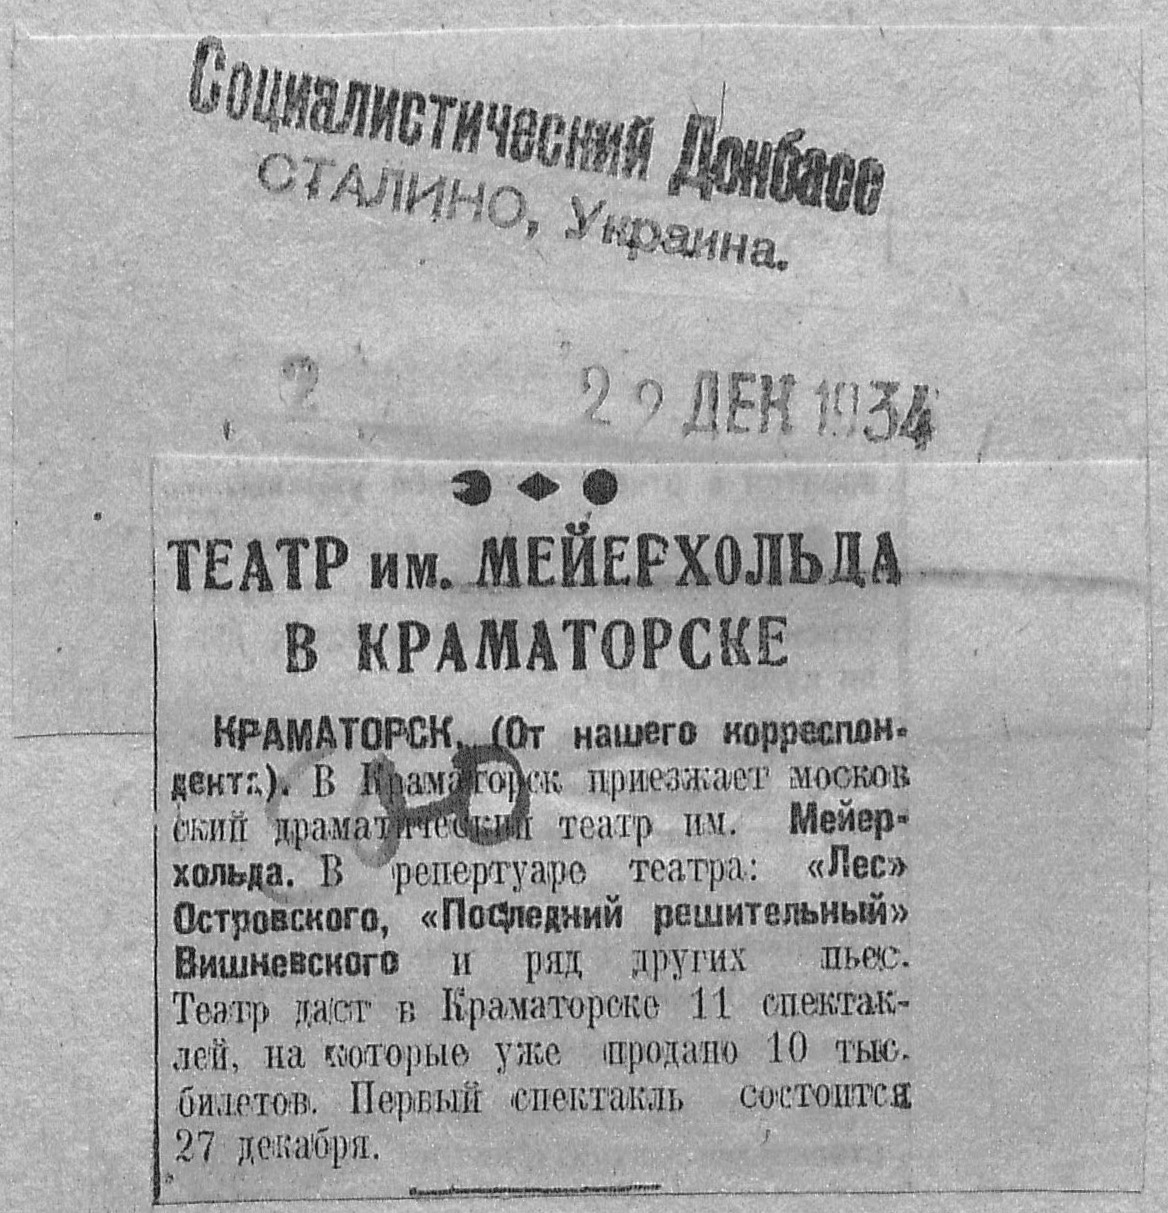 Социалистический Донбасс
СТАЛИНО, Украина.
2 22 ДЕК 1934
ТЕАТР им. МЕЙЕРХОЛЬДА
В КРАМАТОРСКЕ
КРАМАТОРСК. (От нашего корреспон-
дента). В Краматорск приезжает москов
ский драматический театр им. Мейер-
хольда. В репертуаре театра: «Лес»
Островского, «Последний решительный»
Вишневского и ряд других пьес.
Театр даст в Краматорске 11 спектак-
лей, на которые уже продано 10 тыс.
билетов. Первый спектакль состоится
27 декабря.